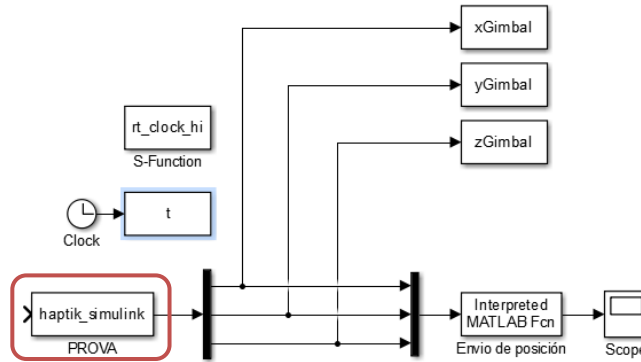 xGimbal
yGimbal
zGimbal
rt_clock_hi
S-Function
t
Clock
haptik_simulink
PROVA
Interpreted
MATLAB Fcn
Envio de posición
Scope